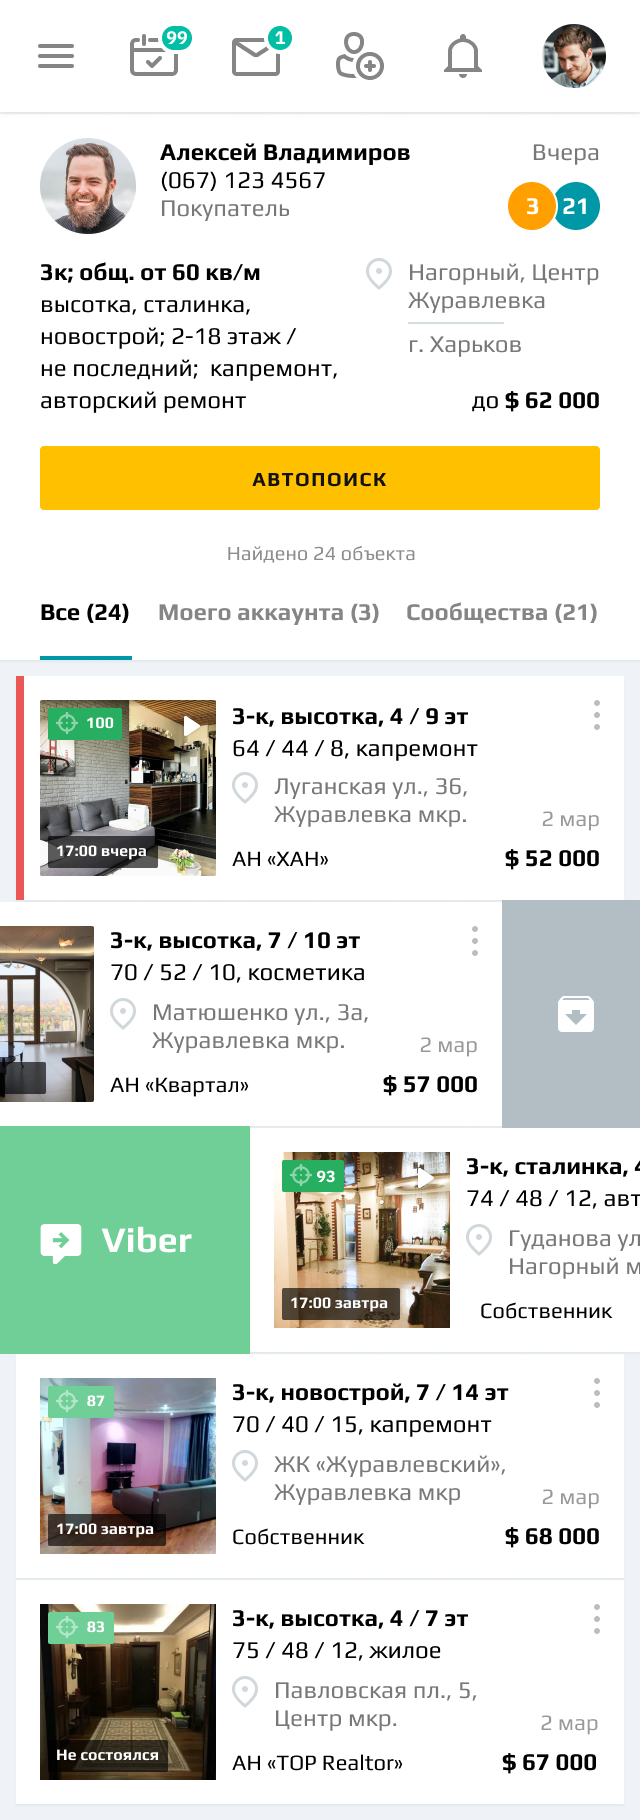 99
1
Алексей Владимиров
Вчера
(067) 123 4567
Покупатель
3
21
3к; общ. от 60 кв/м
высотка, сталинка,
новострой; 2-18 этаж /
не последний; капремонт,
авторский ремонт
Нагорный, Центр
Журавлевка
г. Харьков
до $ 62 000
АВТОПОИСК
Найдено 24 объекта
Все (24)
Моего аккаунта (3)
Сообщества (21)
100
17:00 вчера
3-к, высотка, 4 / 9 эт
64 / 44 / 8, капремонт
Луганская ул., 36,
Журавлевка мкр.
2 мар
АН «ХАН»
$ 52 000
3-к, высотка, 7 / 10 эт
70 / 52 / 10, косметика
Матюшенко ул., 3а,
Журавлевка мкр.
2 мар
АН «Квартал»
$ 57 000
Viber
93
17:00 завтра
3-к, сталинка,
74 / 48 / 12, авт
Гуданова ул
Нагорный м
Собственник
87
17:00 завтра
3-к, новострой, 7 / 14 эт
70 / 40 / 15, капремонт
ЖК «Журавлевский»,
Журавлевка мкр
2 мар
Собственник
$ 68 000
83
Не состоялся
3-к, высотка, 4 / 7 эт
75 / 48 / 12, жилое
Павловская пл., 5,
Центр мкр.
2 мар
АН «TOP Realtor»
$ 67 000